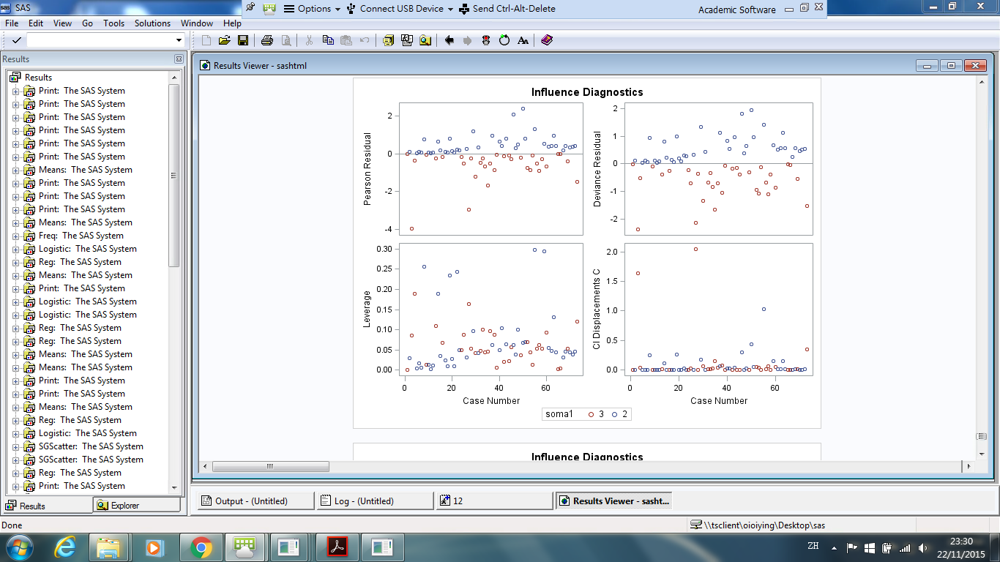 SAS
Options
Connect USB Device
Send Ctrl-Alt-Delete
Academic Software
File Edit View Go Tools Solutions Window Help
Results
Results
Print: The SAS System
Print: The SAS System
Print: The SAS System
Print: The SAS System
Print: The SAS System
Print: The SAS System
Means: The SAS System
Print: The SAS System
Print: The SAS System
Print: The SAS System
Means: The SAS System
Freq: The SAS System
Logistic: The SAS System
Reg: The SAS System
Means: The SAS System
Print: The SAS System
Logistic: The SAS System
Logistic: The SAS System
Reg: The SAS System
Reg: The SAS System
Means: The SAS System
Means: The SAS System
Print: The SAS System
Print: The SAS System
Means: The SAS System
Reg: The SAS System
Logistic: The SAS System
SGScatter: The SAS System
SGScatter: The SAS System
Reg: The SAS System
Print: The SAS System
Results
Explorer
Results Viewer - sashtml
Influence Diagnostics
Pearson Residual
2
0
-2
-4
Deviance Residual
2
1
0
-1
-2
Leverage
0.30
0.25
0.20
0.15
0.10
0.05
0.00
0 20 40 60
Case Number
CI Displacements C
2.0
1.5
1.0
0.5
0.0
0 20 40 60
Case Number
soma1 3 2
Influence Diagnostics
Output - (Untitled)
Log - (Untitled)
12
Results Viewer - sasht...
Done
\\tsclient\oioiying\Desktop\sas
ZH
23:30
22/11/2015